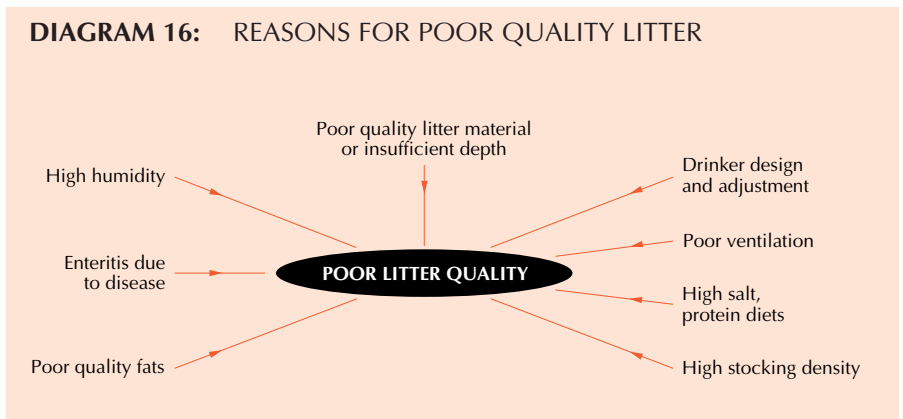 DIAGRAM 16: REASONS FOR POOR QUALITY LITTER
Poor quality litter material
or insufficient depth
High humidity
Drinker design
and adjustment
Poor ventilation
Enteritis due
to disease
POOR LITTER QUALITY
High salt,
protein diets
Poor quality fats
High stocking density